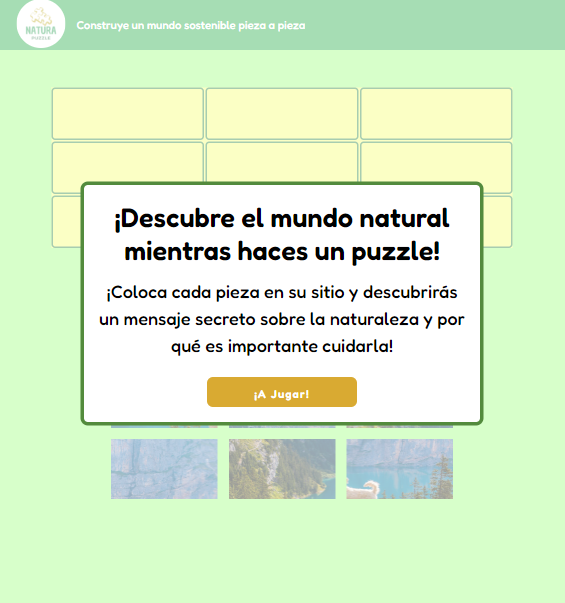 NATURA
PUZZLE
Construye un mundo sostenible pieza a pieza
¡Descubre el mundo natural
mientras haces un puzzle!
¡Coloca cada pieza en su sitio y descubrirás
un mensaje secreto sobre la naturaleza y por
qué es importante cuidarla!
¡A Jugar!